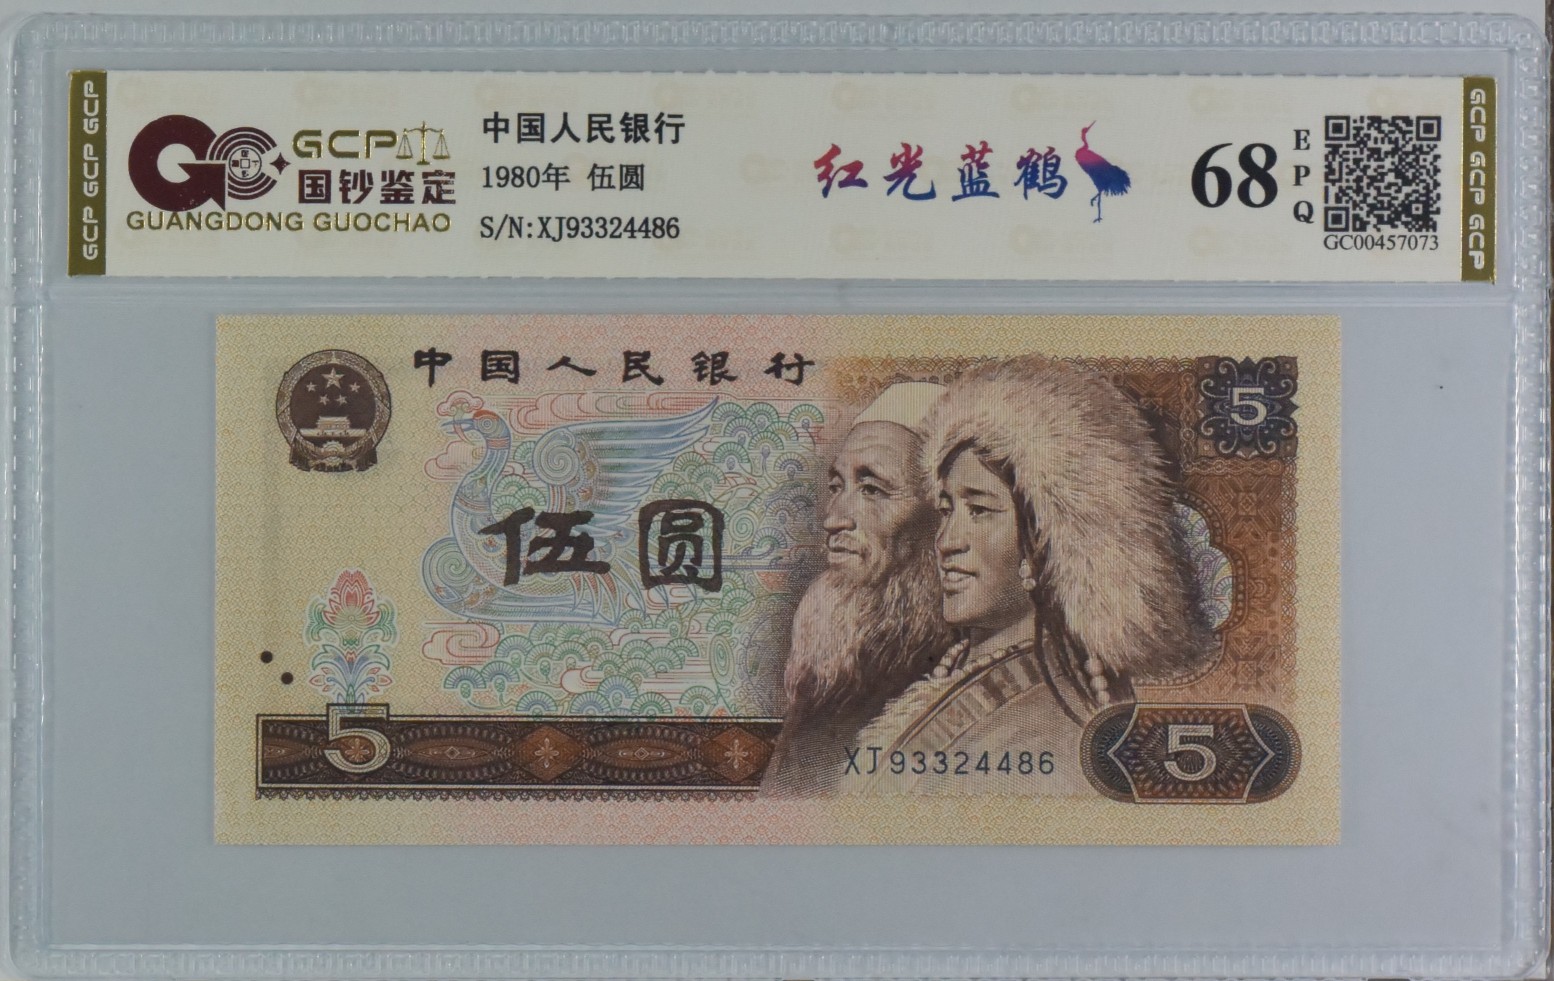 GCP GCP GCP
GCP
国钞鉴定
GUANGDONG GUOCHAO
中国人民银行
1980年 伍圆
S/N:XJ93324486
红光蓝鹤
68
EPQ
GC00457073
GCP GCP GCP
中国人民银行
5
伍圆
5
XJ93324486
5